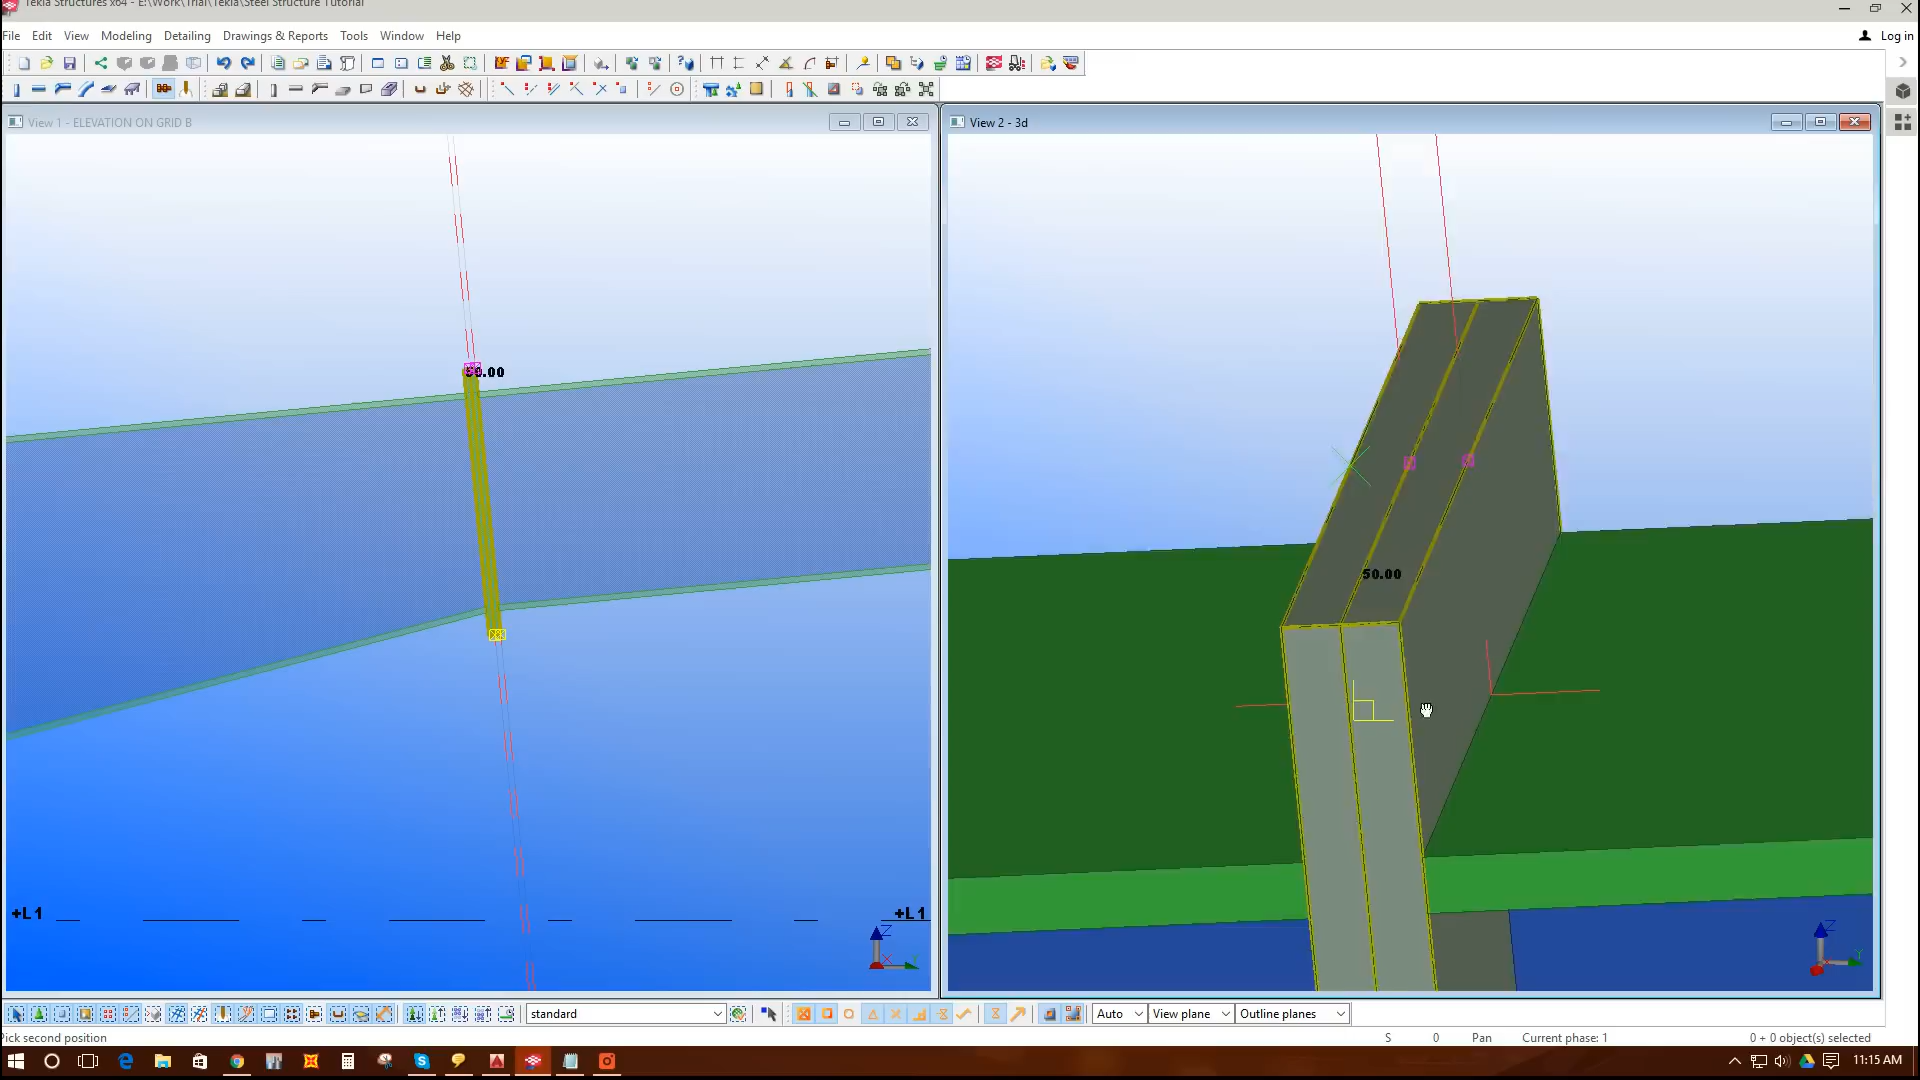 Tekla Structures x64 - E:\Work\Trial\Tekla\Steel Structure Tutorial
File Edit View Modeling Detailing Drawings & Reports Tools Window Help
Log in
View 1 - ELEVATION ON GRID B
View 2 - 3d
50.00
50.00
+L1
+L1
Z
Z
Y
standard
Auto
View plane
Outline planes
Pick second position
S
0
Pan
Current phase: 1
0 + 0 object(s) selected
11:15 AM